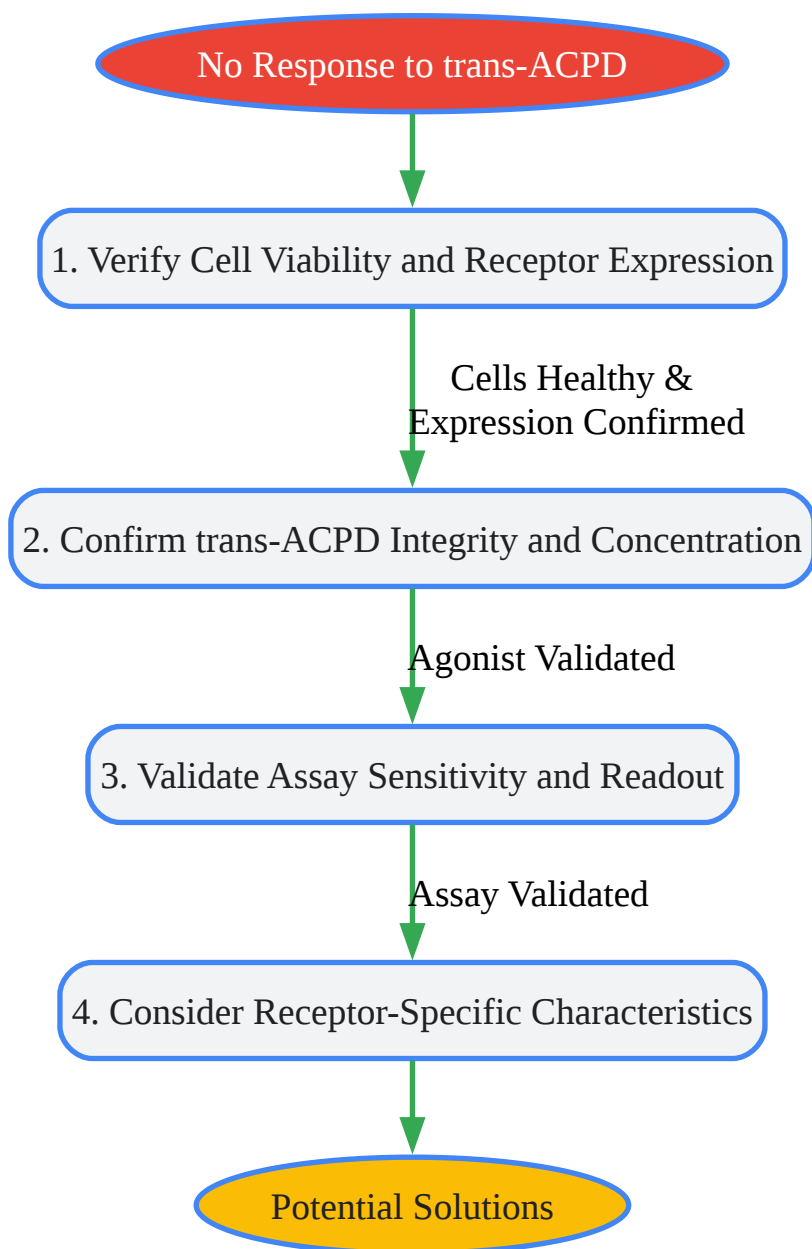 No Response to trans-ACPD
1. Verify Cell Viability and Receptor Expression
Cells Healthy &
Expression Confirmed
2. Confirm trans-ACPD Integrity and Concentration
Agonist Validated
3. Validate Assay Sensitivity and Readout
Assay Validated
4. Consider Receptor-Specific Characteristics
Potential Solutions